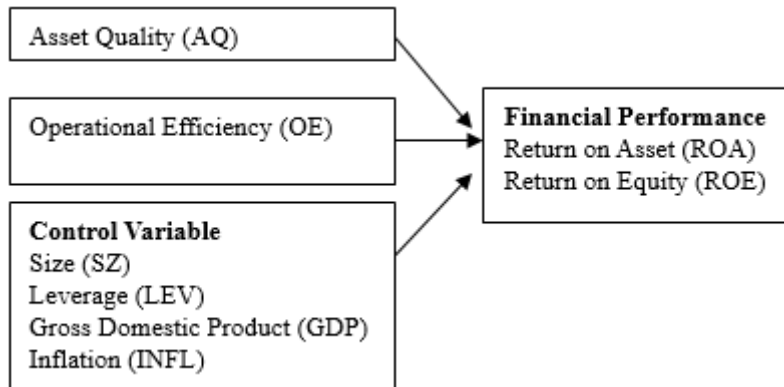 Asset Quality (AQ)
Operational Efficiency (OE)
Control Variable
Size (SZ)
Leverage (LEV)
Gross Domestic Product (GDP)
Inflation (INFL)
Financial Performance
Return on Asset (ROA)
Return on Equity (ROE)